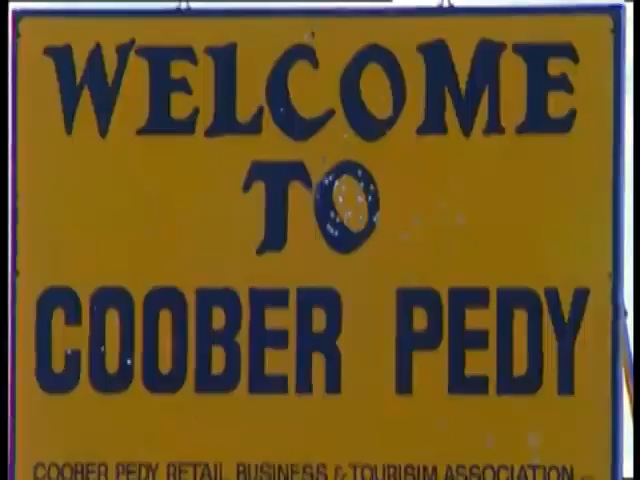 WELCOME
TO
COOBER PEDY
COOBER PEDY RETAIL BUSINESS & TOURISIM ASSOCIATION